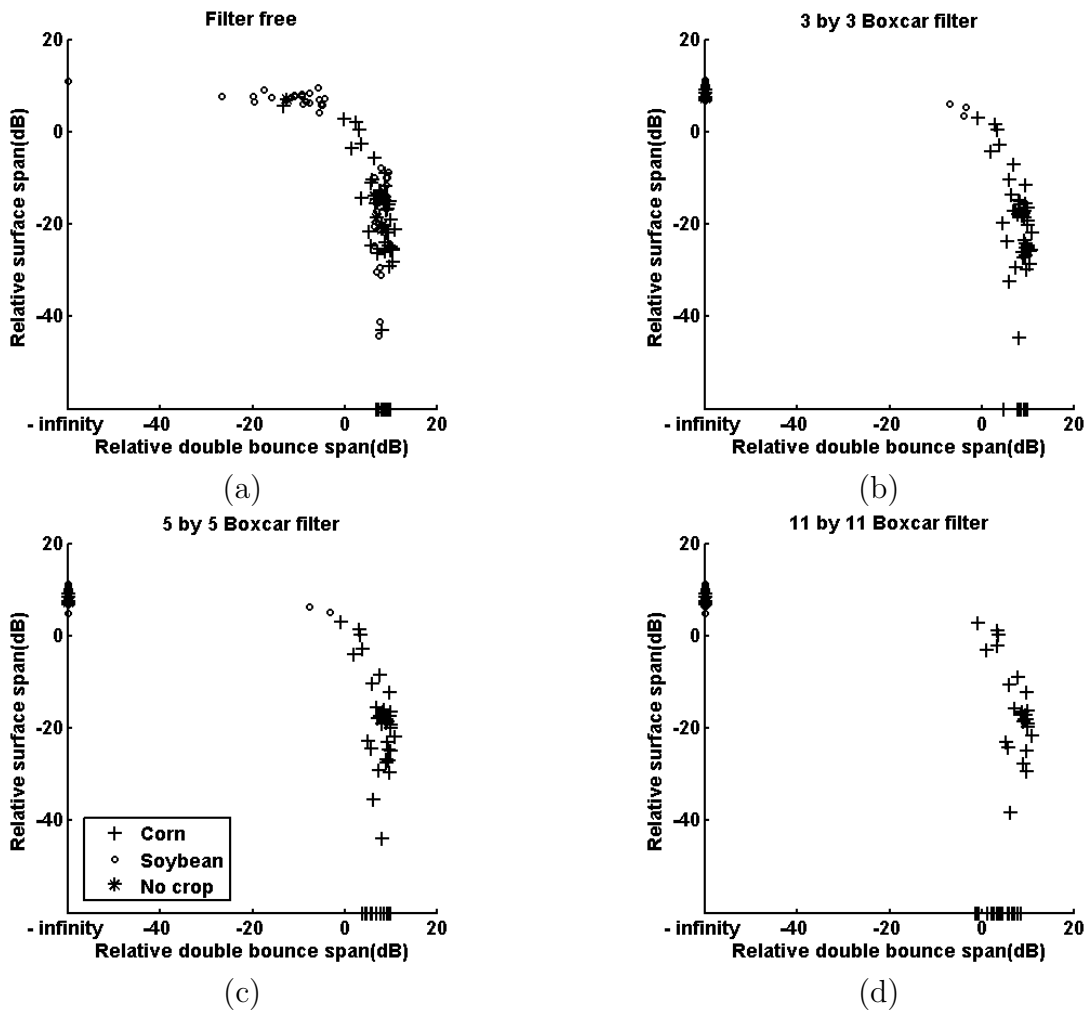 Filter free
20
0
-20
-40
Relative surface span(dB)
- infinity
-40
-20
0
20
Relative double bounce span(dB)
(a)
3 by 3 Boxcar filter
20
0
-20
-40
Relative surface span(dB)
- infinity
-40
-20
0
20
Relative double bounce span(dB)
(b)
5 by 5 Boxcar filter
20
0
-20
-40
Relative surface span(dB)
Corn
Soybean
No crop
- infinity
-40
-20
0
20
Relative double bounce span(dB)
(c)
11 by 11 Boxcar filter
20
0
-20
-40
Relative surface span(dB)
- infinity
-40
-20
0
20
Relative double bounce span(dB)
(d)